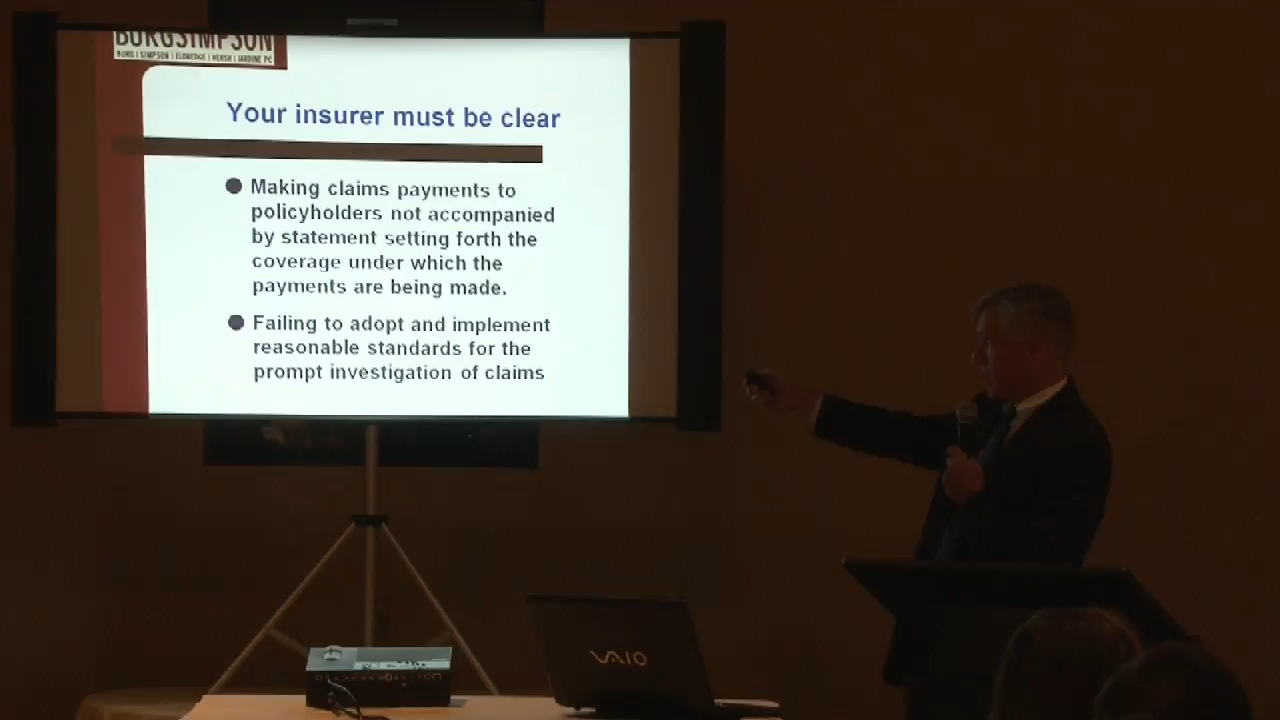 BURGSIMPSON
BURG | SIMPSON | ELDREDGE | HERSH | JARDINE PC
Your insurer must be clear
Making claims payments to
policyholders not accompanied
by statement setting forth the
coverage under which the
payments are being made.
Failing to adopt and implement
reasonable standards for the
prompt investigation of claims
VAIO